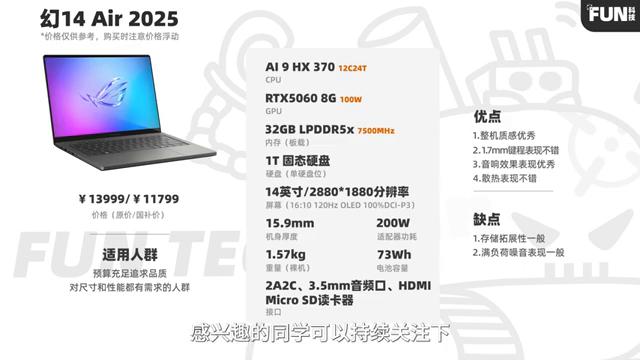 幻14 Air 2025
*价格仅供参考，购买时注意价格浮动
FUN科技
¥13999/¥11799
价格（原价/国补价）
适用人群
预算充足追求品质
对尺寸和性能都有需求的人群
AI 9 HX 370 12C24T
CPU
RTX5060 8G 100W
GPU
32GB LPDDR5x 7500MHz
内存（板载）
1T 固态硬盘
硬盘（单硬盘位）
14英寸/2880*1880分辨率
屏幕（16:10 120Hz OLED 100%DCI-P3）
15.9mm 200W
机身厚度 适配器功耗
1.57kg 73Wh
重量（裸机） 电池容量
2A2C、3.5mm音频口、HDMI
Micro SD读卡器
接口
优点
1.整机质感优秀
2.1.7mm键程表现不错
3.音响效果表现优秀
4.散热表现不错
缺点
1.存储拓展性一般
2.满负荷噪音表现一般
FUN TEC
感兴趣的同学可以持续关注下